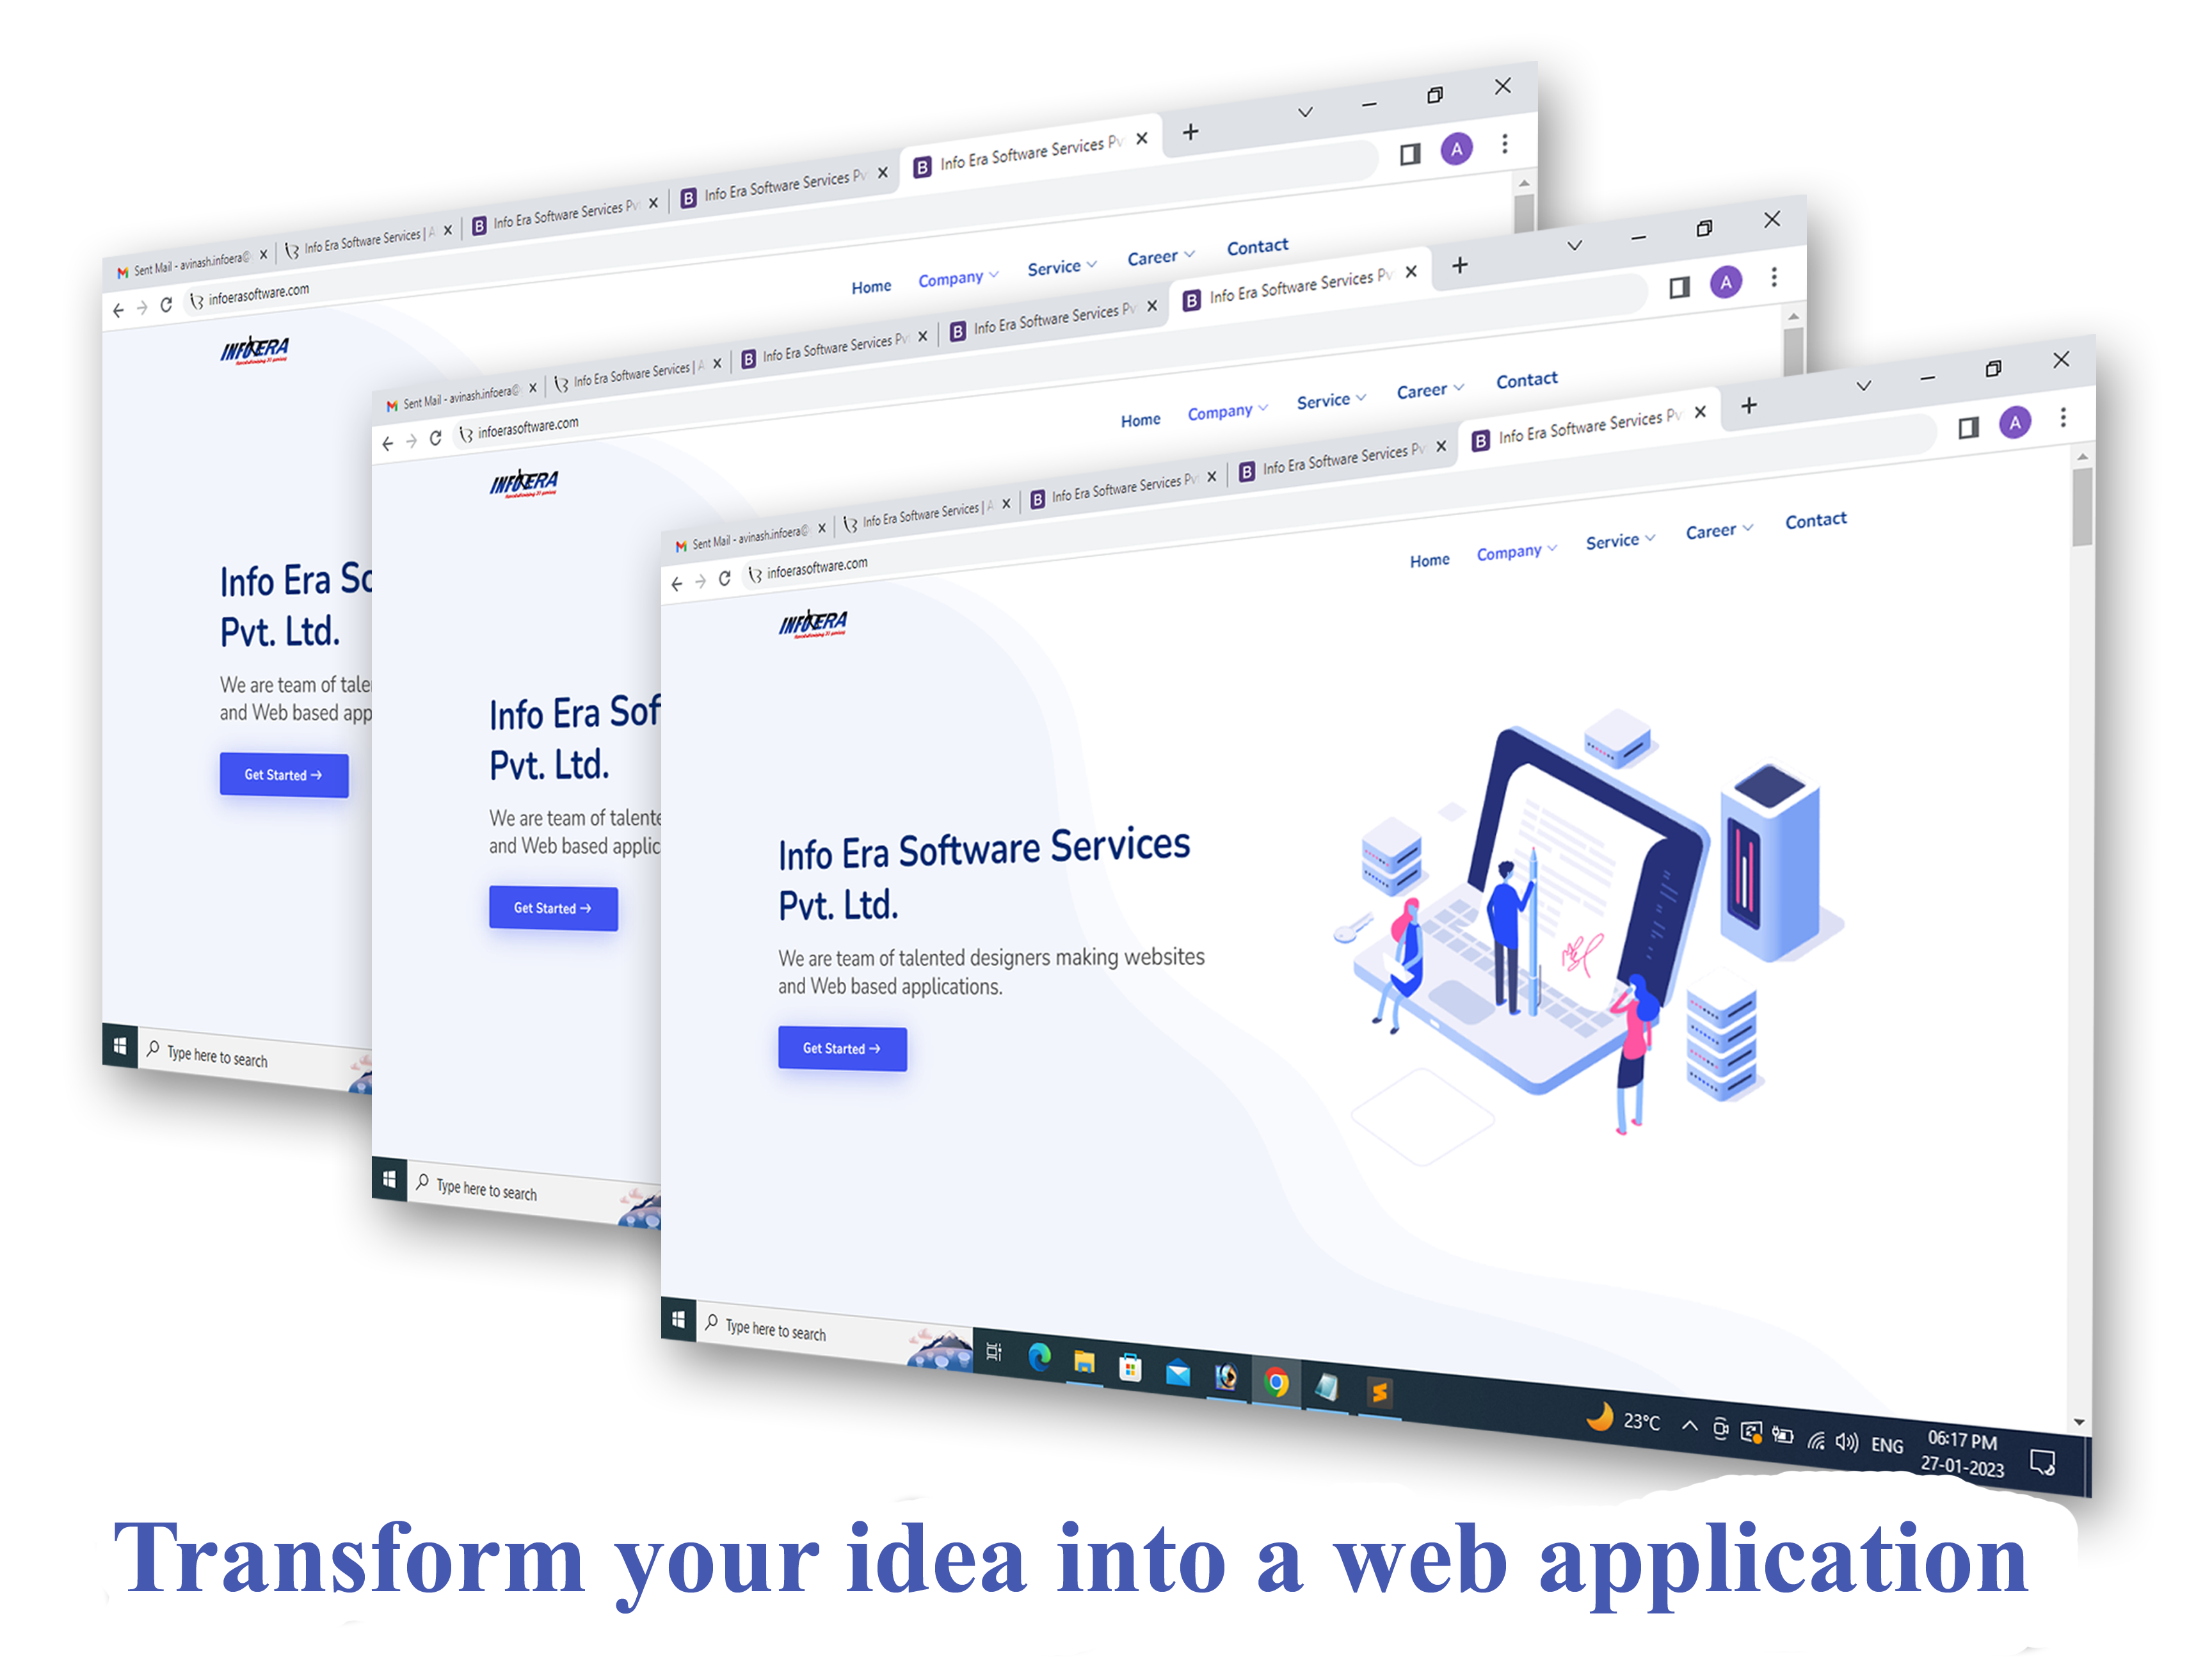 Sent Mail - avinash.infoera@
Info Era Software Services | A
Info Era Software Services Pv
Info Era Software Services Pv
Info Era Software Services Pv
A
infoerasoftware.com
INFOERA
Home Company Service Career Contact
Info Era So
Pvt. Ltd.
We are team of tale
and Web based app
Get Started →
Type here to search
Sent Mail - avinash.infoera@
Info Era Software Services | A
Info Era Software Services Pv
Info Era Software Services Pv
Info Era Software Services Pv
A
infoerasoftware.com
INFOERA
Home Company Service Career Contact
Info Era Sof
Pvt. Ltd.
We are team of talente
and Web based applic
Get Started →
Type here to search
Sent Mail - avinash.infoera@
Info Era Software Services | A
Info Era Software Services Pv
Info Era Software Services Pv
Info Era Software Services Pv
A
infoerasoftware.com
INFOERA
Home Company Service Career Contact
Info Era Software Services
Pvt. Ltd.
We are team of talented designers making websites
and Web based applications.
Get Started →
Type here to search
23°C ENG 06:17 PM
27-01-2023
Transform your idea into a web application